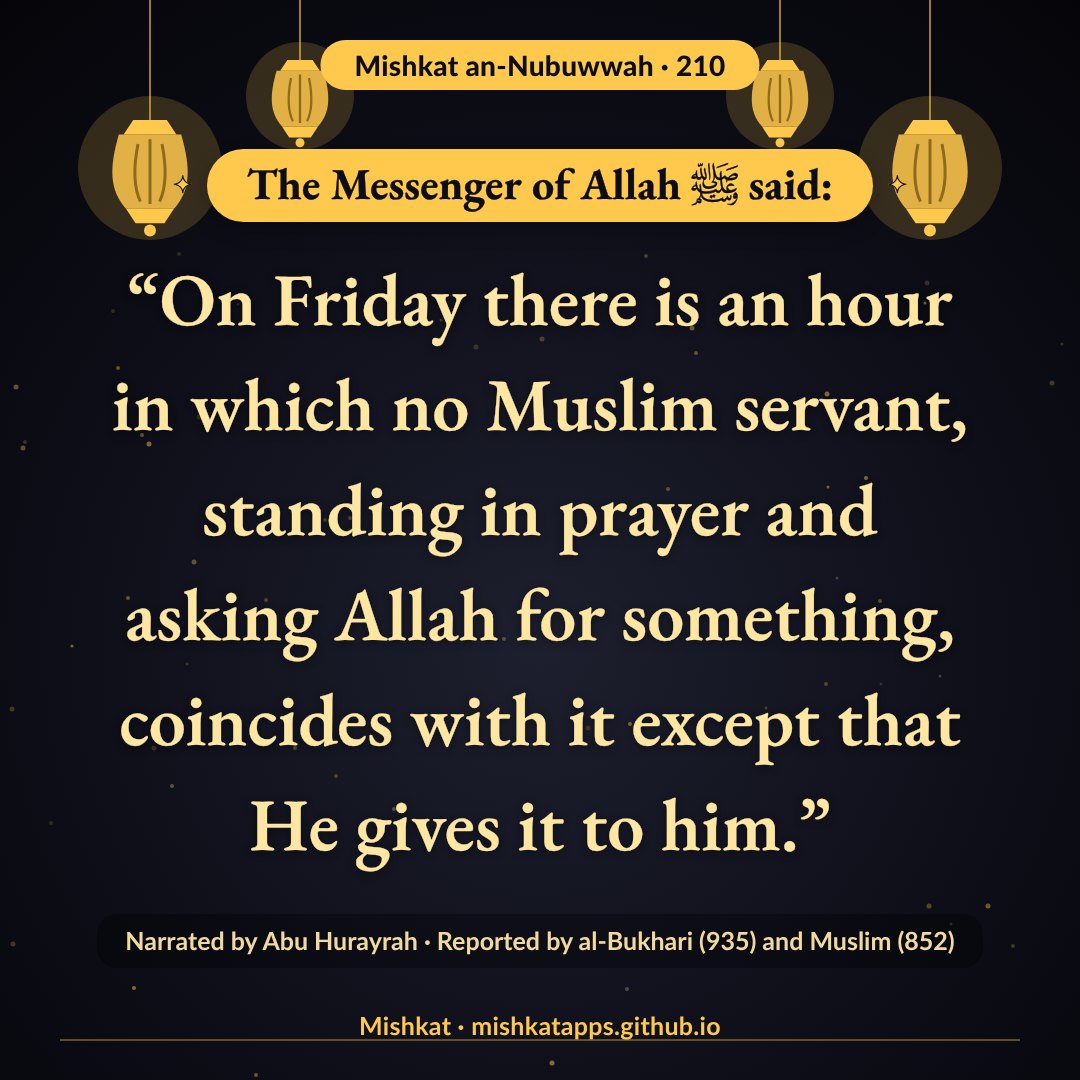 Mishkat an-Nubuwwah · 210
The Messenger of Allah ﷺ said:
“On Friday there is an hour
in which no Muslim servant,
standing in prayer and
asking Allah for something,
coincides with it except that
He gives it to him.”
Narrated by Abu Hurayrah · Reported by al-Bukhari (935) and Muslim (852)
Mishkat · mishkatapps.github.io